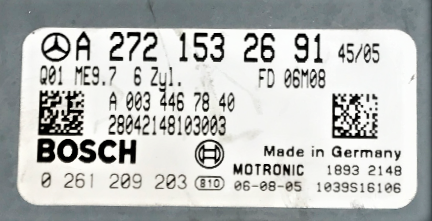 A 272 153 26 91 45/05
Q01 ME9.7 6 Zyl. FD 06M08
A 003 446 78 40
28042148103003
BOSCH Made in Germany
MOTRONIC 1893 2148
0 261 209 203 810 06-08-05 1039S16106